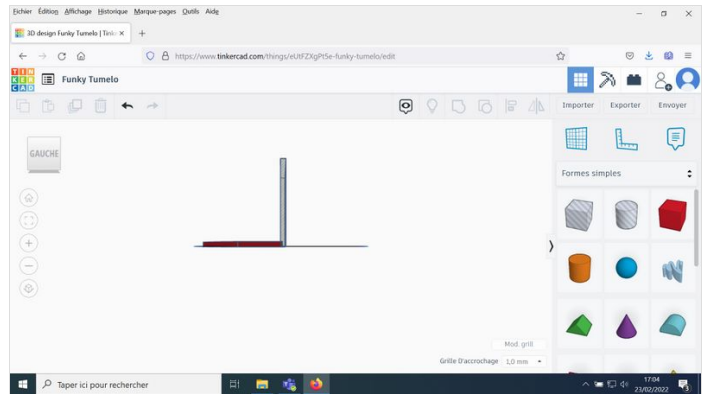 Fichier Édition Affichage Historique Marque-pages Outils Aide
3D design Funky Tumelo | Tink
https://www.tinkercad.com/things/eUtFZXgPt5e-funky-tumelo/edit
TIN
KER
CAD
Funky Tumelo
Importer Exporter Envoyer
GAUCHE
Formes simples
Mod. grill
Grille D'accrochage 1,0 mm
Taper ici pour rechercher
17:04
23/02/2022